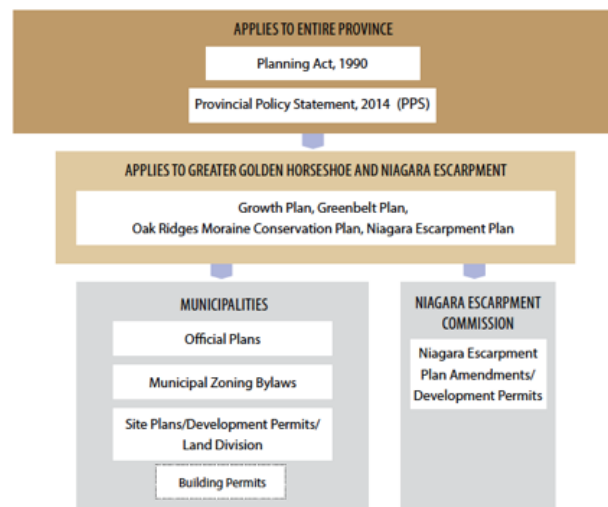 APPLIES TO ENTIRE PROVINCE
Planning Act, 1990
Provincial Policy Statement, 2014 (PPS)
APPLIES TO GREATER GOLDEN HORSESHOE AND NIAGARA ESCARPMENT
Growth Plan, Greenbelt Plan,
Oak Ridges Moraine Conservation Plan, Niagara Escarpment Plan
MUNICIPALITIES
Official Plans
Municipal Zoning Bylaws
Site Plans/Development Permits/
Land Division
Building Permits
NIAGARA ESCARPMENT
COMMISSION
Niagara Escarpment
Plan Amendments/
Development Permits